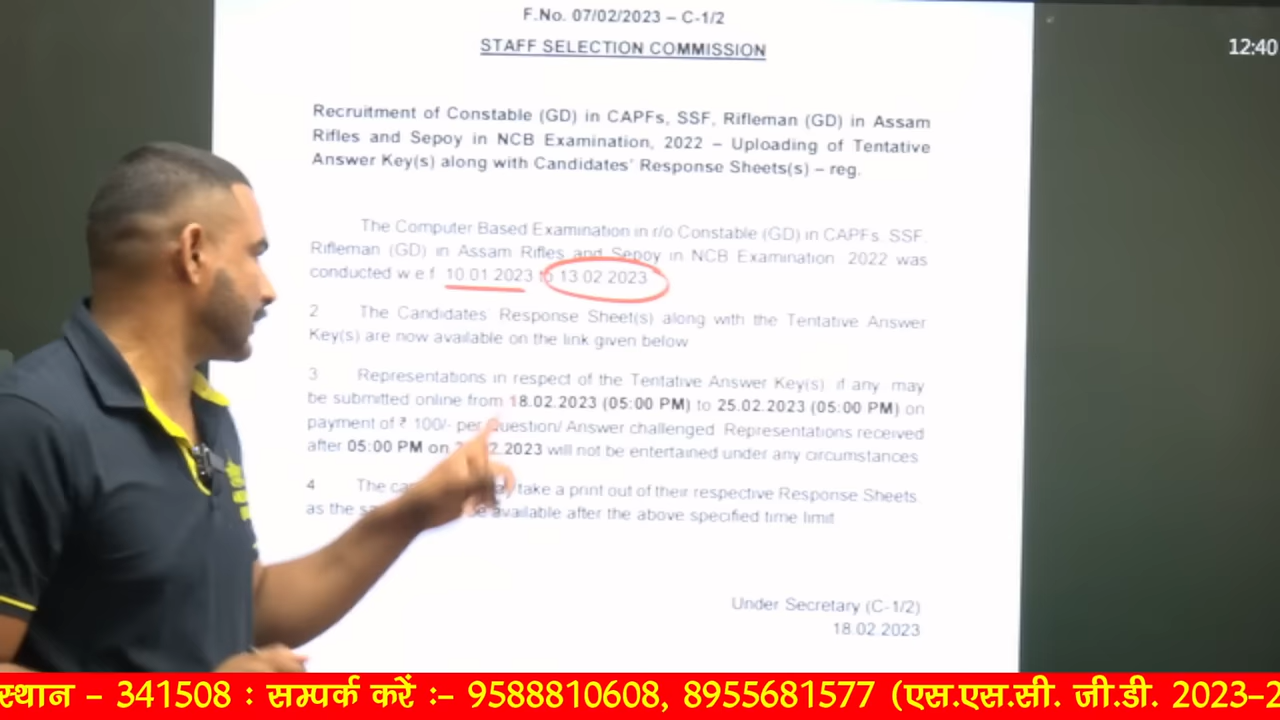 F.No. 07/02/2023 – C-1/2
STAFF SELECTION COMMISSION
12:40
Recruitment of Constable (GD) in CAPFs, SSF, Rifleman (GD) in Assam
Rifles and Sepoy in NCB Examination, 2022 – Uploading of Tentative
Answer Key(s) along with Candidates' Response Sheets(s) – reg.
The Computer Based Examination in r/o Constable (GD) in CAPFs. SSF.
Rifleman (GD) in Assam Rifles and Sepoy in NCB Examination 2022 was
conducted w e f 10 01 2023 to 13 02 2023
2 The Candidates Response Sheet(s) along with the Tentative Answer
Key(s) are now available on the link given below
3 Representations in respect of the Tentative Answer Key(s) if any may
be submitted online from 18.02.2023 (05:00 PM) to 25.02.2023 (05:00 PM) on
payment of ₹ 100/- per Question/ Answer challenged Representations received
after 05:00 PM on 2.2023 will not be entertained under any circumstances
4 The take a print out of their respective Response Sheets
as the available after the above specified time limit
Under Secretary (C-1/2)
18.02.2023
स्थान – 341508 : सम्पर्क करें :– 9588810608, 8955681577 (एस.एस.सी. जी.डी. 2023–2